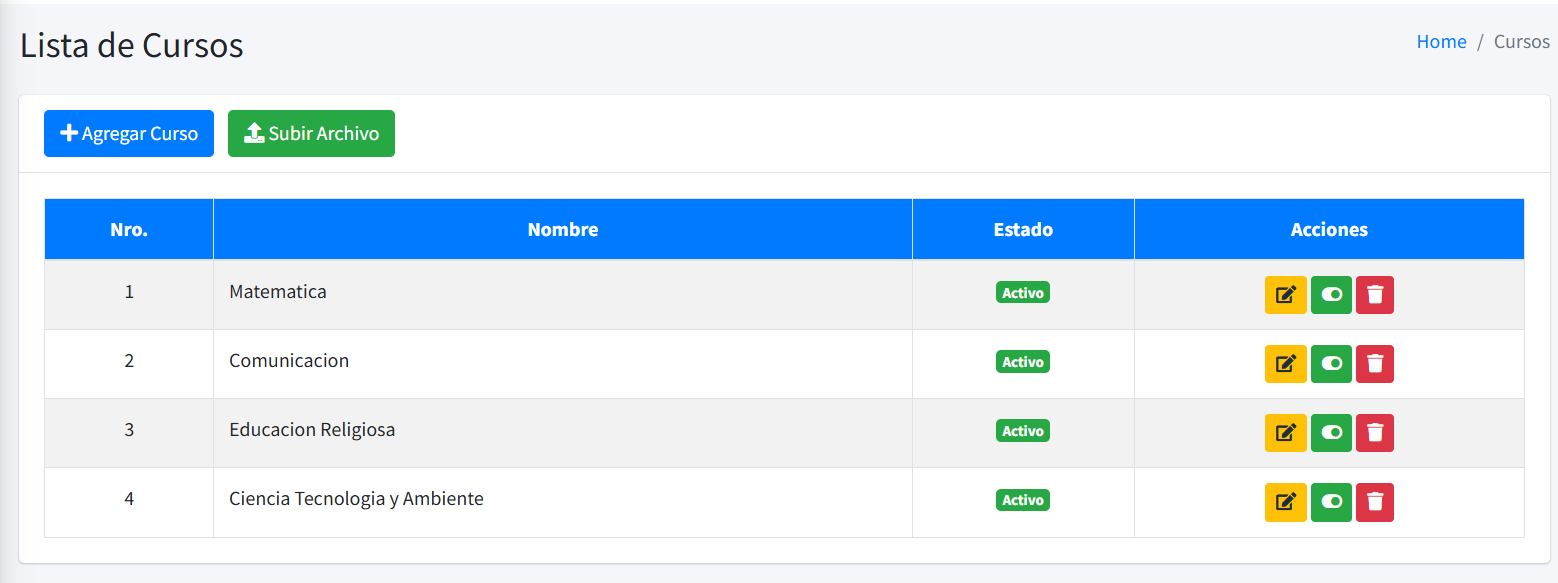 Lista de Cursos
Home / Cursos
Agregar Curso
Subir Archivo
Nro. Nombre Estado Acciones
1 Matematica Activo
2 Comunicacion Activo
3 Educacion Religiosa Activo
4 Ciencia Tecnologia y Ambiente Activo